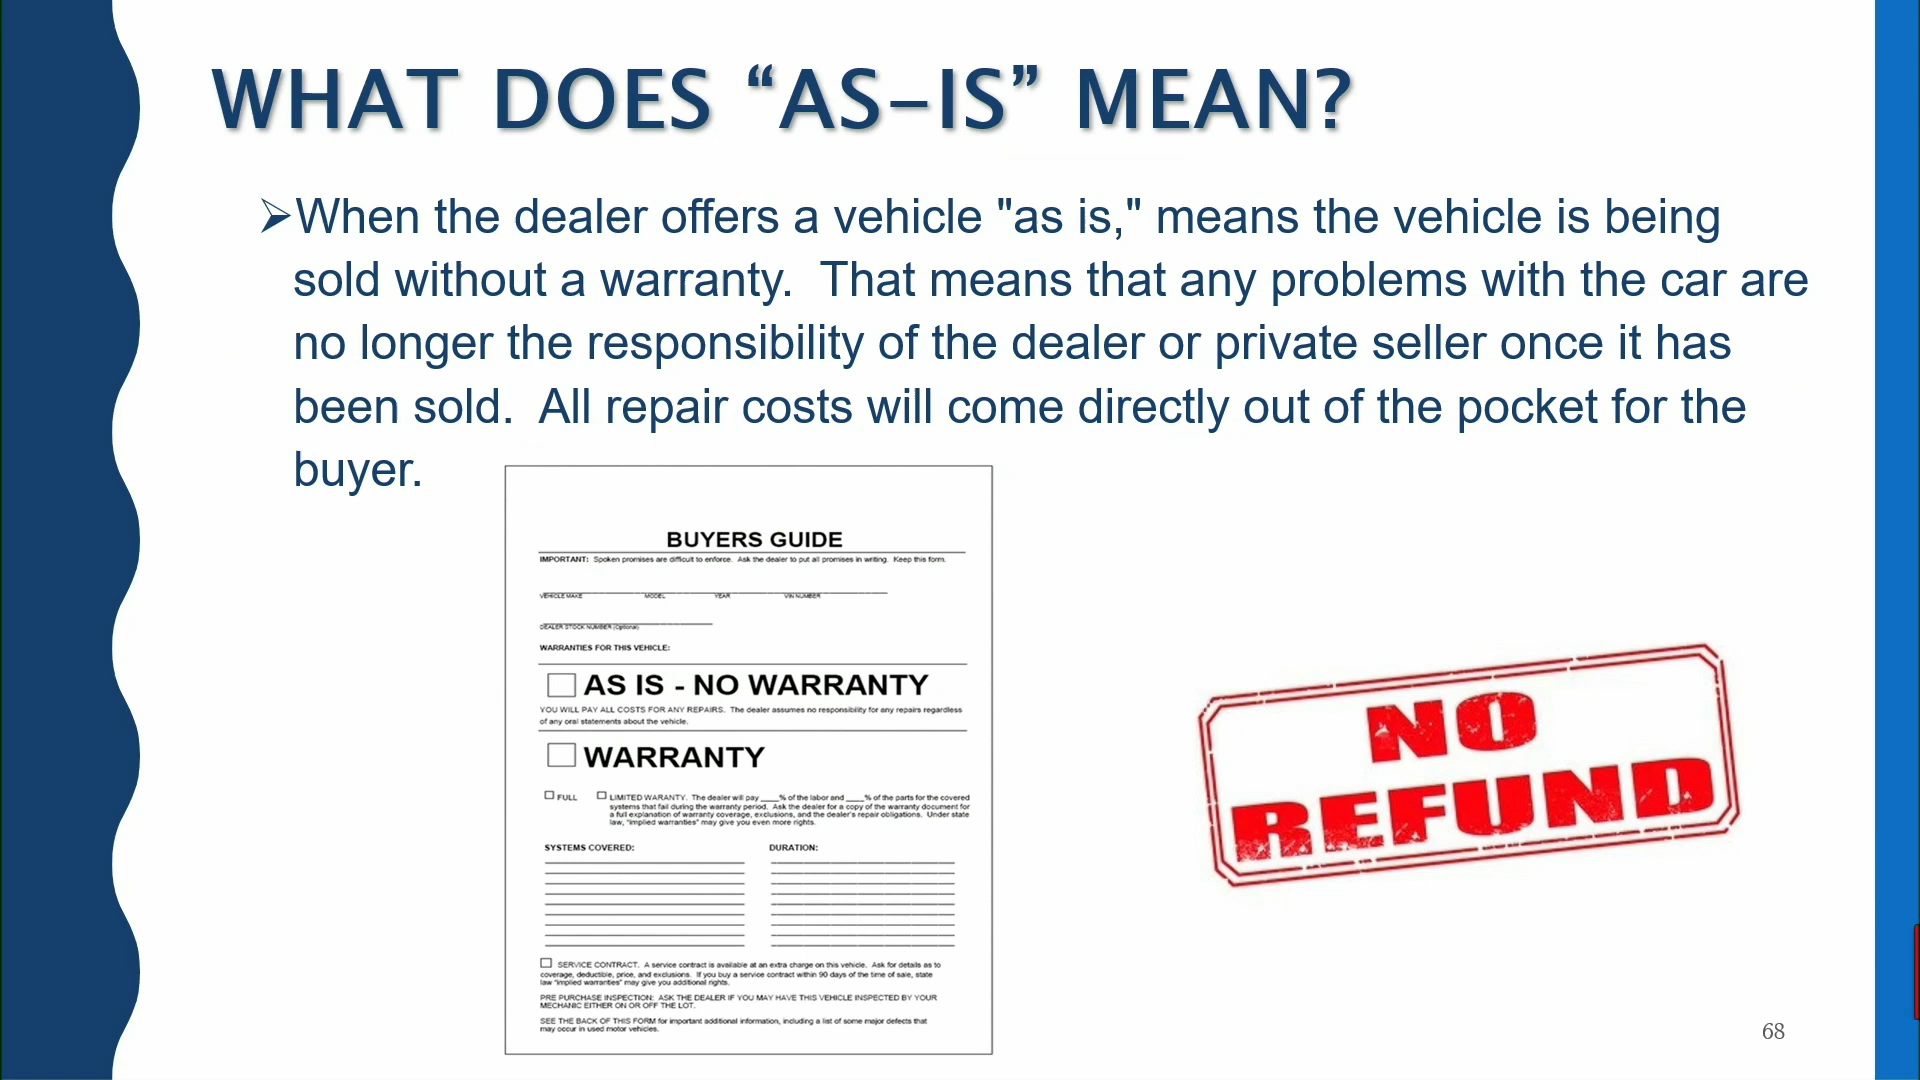 WHAT DOES “AS-IS” MEAN?
➢When the dealer offers a vehicle "as is," means the vehicle is being
sold without a warranty.  That means that any problems with the car are
no longer the responsibility of the dealer or private seller once it has
been sold.  All repair costs will come directly out of the pocket for the
buyer.
BUYERS GUIDE
IMPORTANT: Spoken promises are difficult to enforce. Ask the dealer to put all promises in writing. Keep this form.
VEHICLE MAKE MODEL YEAR VIN NUMBER
DEALER STOCK NUMBER (Optional)
WARRANTIES FOR THIS VEHICLE:
AS IS - NO WARRANTY
YOU WILL PAY ALL COSTS FOR ANY REPAIRS. The dealer assumes no responsibility for any repairs regardless
of any oral statements about the vehicle.
WARRANTY
FULL LIMITED WARANTY. The dealer will pay ____% of the labor and ____% of the parts for the covered
systems that fail during the warranty period. Ask the dealer for a copy of the warranty document for
a full explanation of warranty coverage, exclusions, and the dealer's repair obligations. Under state
law, "implied warranties" may give you even more rights.
SYSTEMS COVERED: DURATION:
SERVICE CONTRACT. A service contract is available at an extra charge on this vehicle. Ask for details as to
coverage, deductible, price, and exclusions. If you buy a service contract within 90 days of the time of sale, state
law "implied warranties" may give you additional rights.
PRE PURCHASE INSPECTION: ASK THE DEALER IF YOU MAY HAVE THIS VEHICLE INSPECTED BY YOUR
MECHANIC EITHER ON OR OFF THE LOT.
SEE THE BACK OF THIS FORM for important additional information, including a list of some major defects that
may occur in used motor vehicles.
NO
REFUND
68